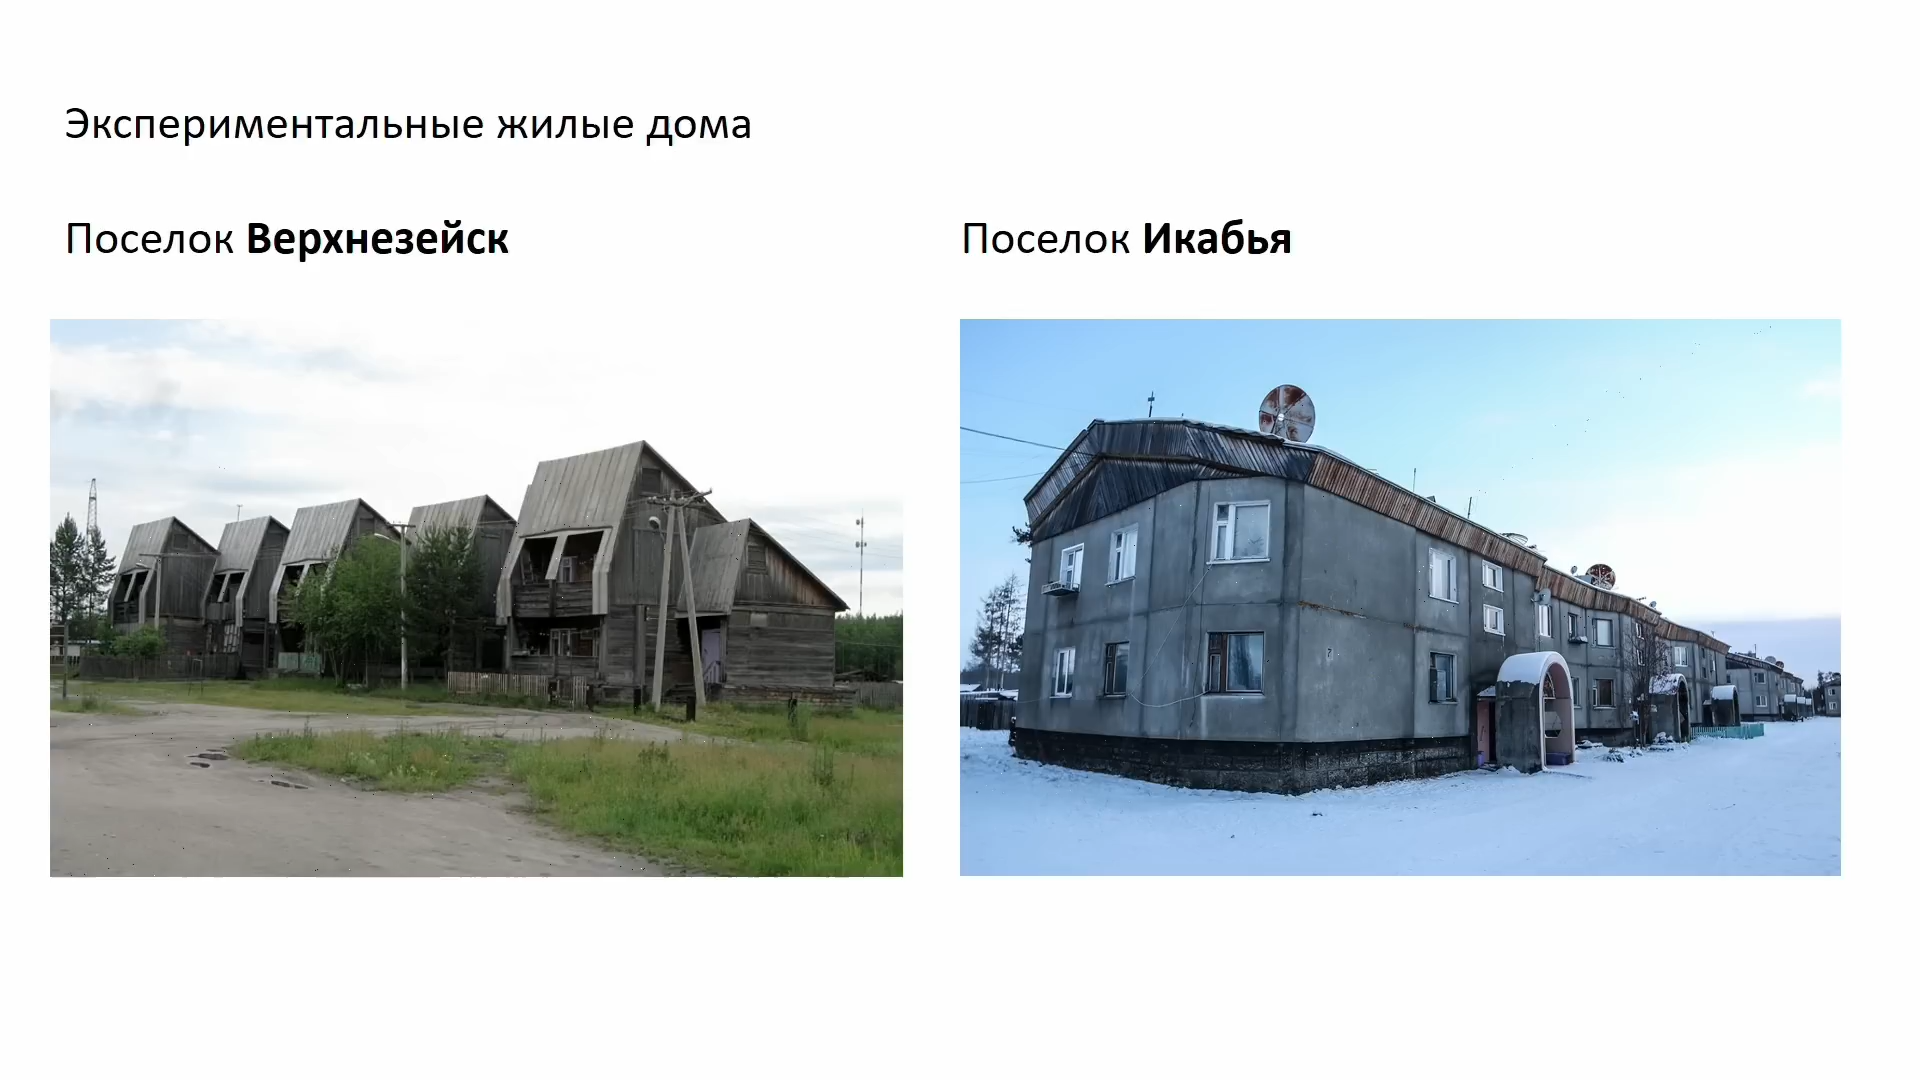 Экспериментальные жилые дома
Поселок Верхнезейск
Поселок Икабья